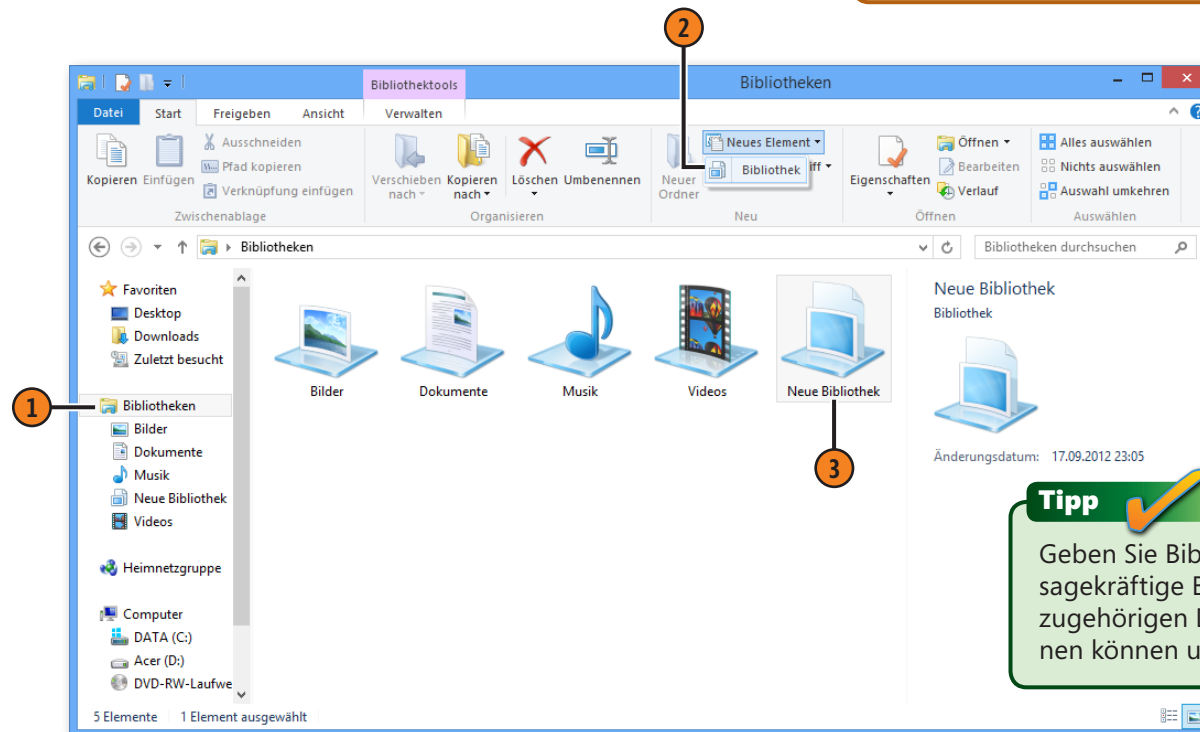 2
Bibliothektools
Bibliotheken
Datei Start Freigeben Ansicht Verwalten
Kopieren
Einfügen
Ausschneiden
Pfad kopieren
Verknüpfung einfügen
Zwischenablage
Verschieben
nach
Kopieren
nach
Löschen
Umbenennen
Organisieren
Neuer
Ordner
Neues Element
Bibliothek
Neu
Eigenschaften
Öffnen
Bearbeiten
Verlauf
Öffnen
Alles auswählen
Nichts auswählen
Auswahl umkehren
Auswählen
Bibliotheken
Bibliotheken durchsuchen
Favoriten
Desktop
Downloads
Zuletzt besucht
1
Bibliotheken
Bilder
Dokumente
Musik
Neue Bibliothek
Videos
Heimnetzgruppe
Computer
DATA (C:)
Acer (D:)
DVD-RW-Laufwe
Bilder
Dokumente
Musik
Videos
Neue Bibliothek
3
Neue Bibliothek
Bibliothek
Änderungsdatum: 17.09.2012 23:05
Tipp
Geben Sie Bib
sagekräftige
zugehörigen
nen können u
5 Elemente 1 Element ausgewählt